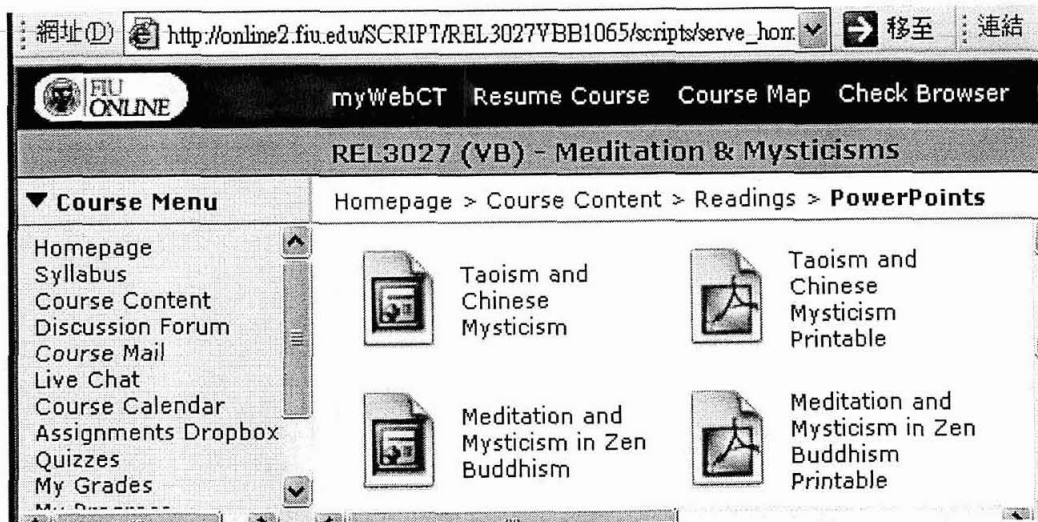 網址(D) http://online2.fiu.edu/SCRIPT/REL3027VBB1065/scripts/serve_hom 移至 連結
FIU
ONLINE
myWebCT Resume Course Course Map Check Browser
REL3027 (VB) - Meditation & Mysticisms
▼ Course Menu
Homepage > Course Content > Readings > PowerPoints
Homepage
Syllabus
Course Content
Discussion Forum
Course Mail
Live Chat
Course Calendar
Assignments Dropbox
Quizzes
My Grades
My Progress
Taoism and
Chinese
Mysticism
Taoism and
Chinese
Mysticism
Printable
Meditation and
Mysticism in Zen
Buddhism
Meditation and
Mysticism in Zen
Buddhism
Printable